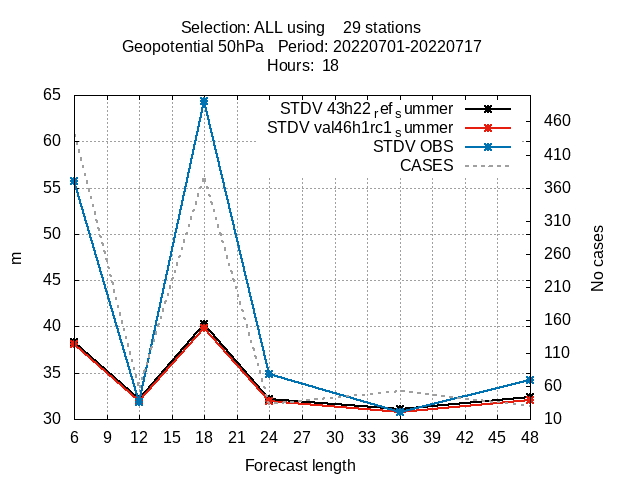 Selection: ALL using 29 stations
Geopotential 50hPa Period: 20220701-20220717
Hours: 18
STDV 43h22refsummer
STDV val46h1rc1summer
STDV OBS
CASES
65
60
55
50
45
40
35
30
460
410
360
310
260
210
160
110
60
10
m
No cases
6 9 12 15 18 21 24 27 30 33 36 39 42 45 48
Forecast length